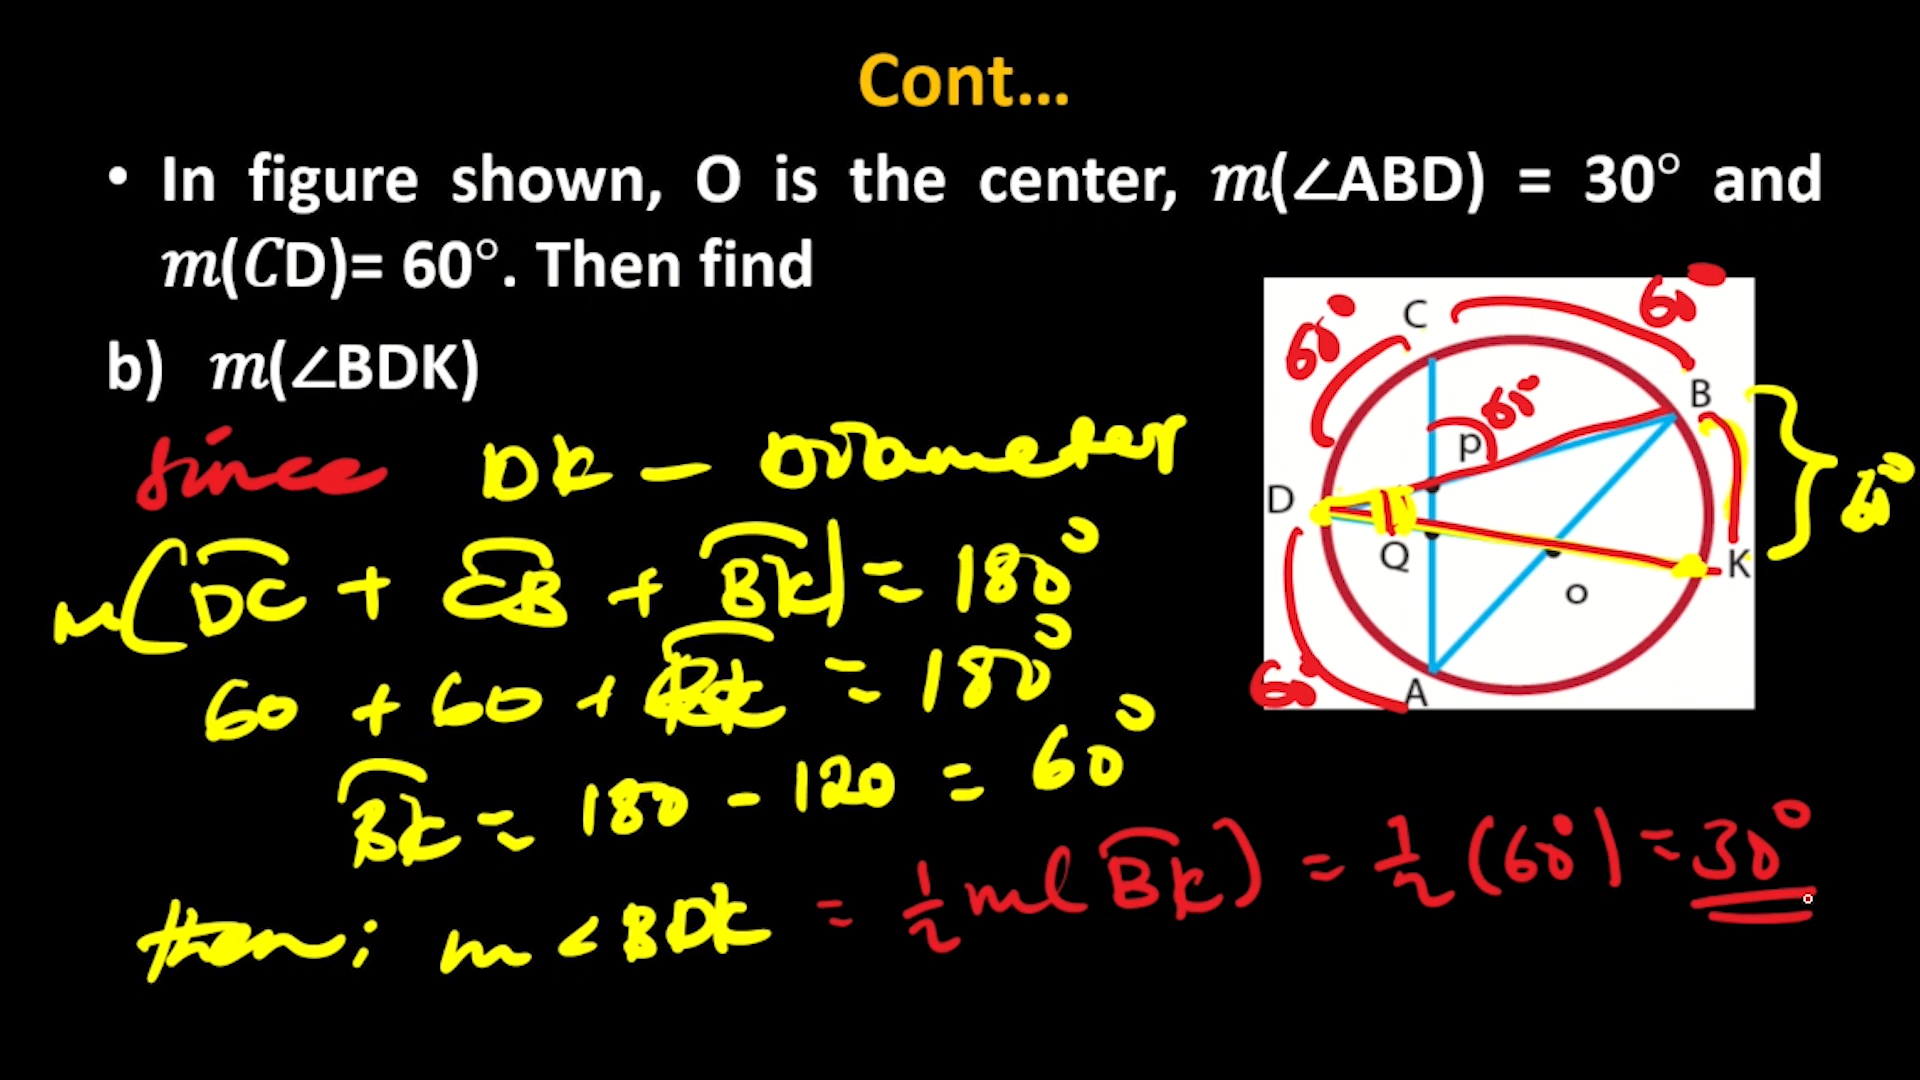 Cont...
• In figure shown, O is the center, m(∠ABD) = 30° and
m(CD)= 60°. Then find
b) m(∠BDK)
Since DK – Diameter
m(DC + CB + BK) = 180°
60 + 60 + BK = 180°
BK = 180 - 120 = 60°
then; m<BDK = 1/2 m(BK) = 1/2 (60°) = 30°
C
60°
60°
B
60°
P
D
60°
Q
K
O
60°
A